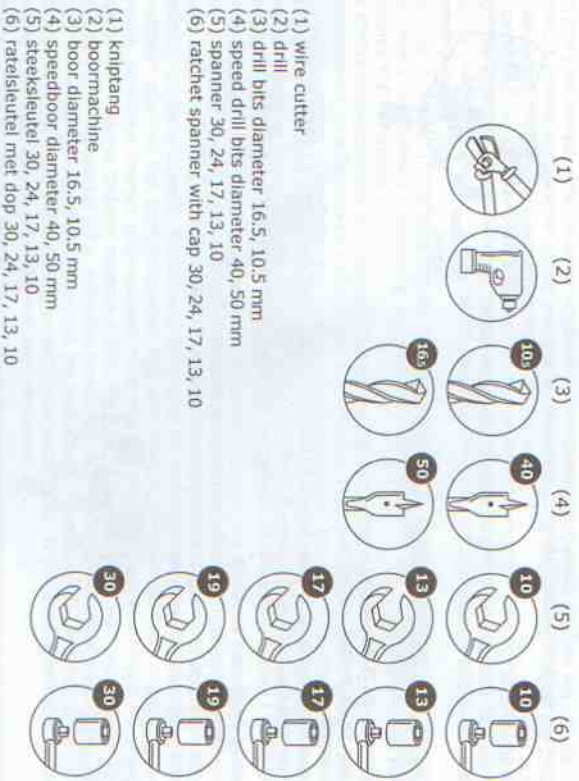 (1) (2) (3) (4) (5) (6)
10.5 40 10 10
16.5 50 13 13
17 17
19 19
30 30
(1) wire cutter
(2) drill
(3) drill bits diameter 16.5, 10.5 mm
(4) speed drill bits diameter 40, 50 mm
(5) spanner 30, 24, 17, 13, 10
(6) ratchet spanner with cap 30, 24, 17, 13, 10
(1) kniptang
(2) boormachine
(3) boor diameter 16.5, 10.5 mm
(4) speedboor diameter 40, 50 mm
(5) steeksleutel 30, 24, 17, 13, 10
(6) ratelsleutel met dop 30, 24, 17, 13, 10